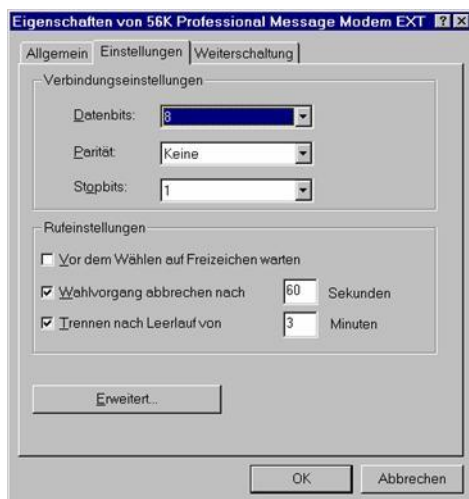 Eigenschaften von 56K Professional Message Modem EXT
Allgemein Einstellungen Weiterschaltung
Verbindungseinstellungen
Datenbits: 8
Parität: Keine
Stopbits: 1
Rufeinstellungen
Vor dem Wählen auf Freizeichen warten
Wahlvorgang abbrechen nach 60 Sekunden
Trennen nach Leerlauf von 3 Minuten
Erweitert...
OK Abbrechen